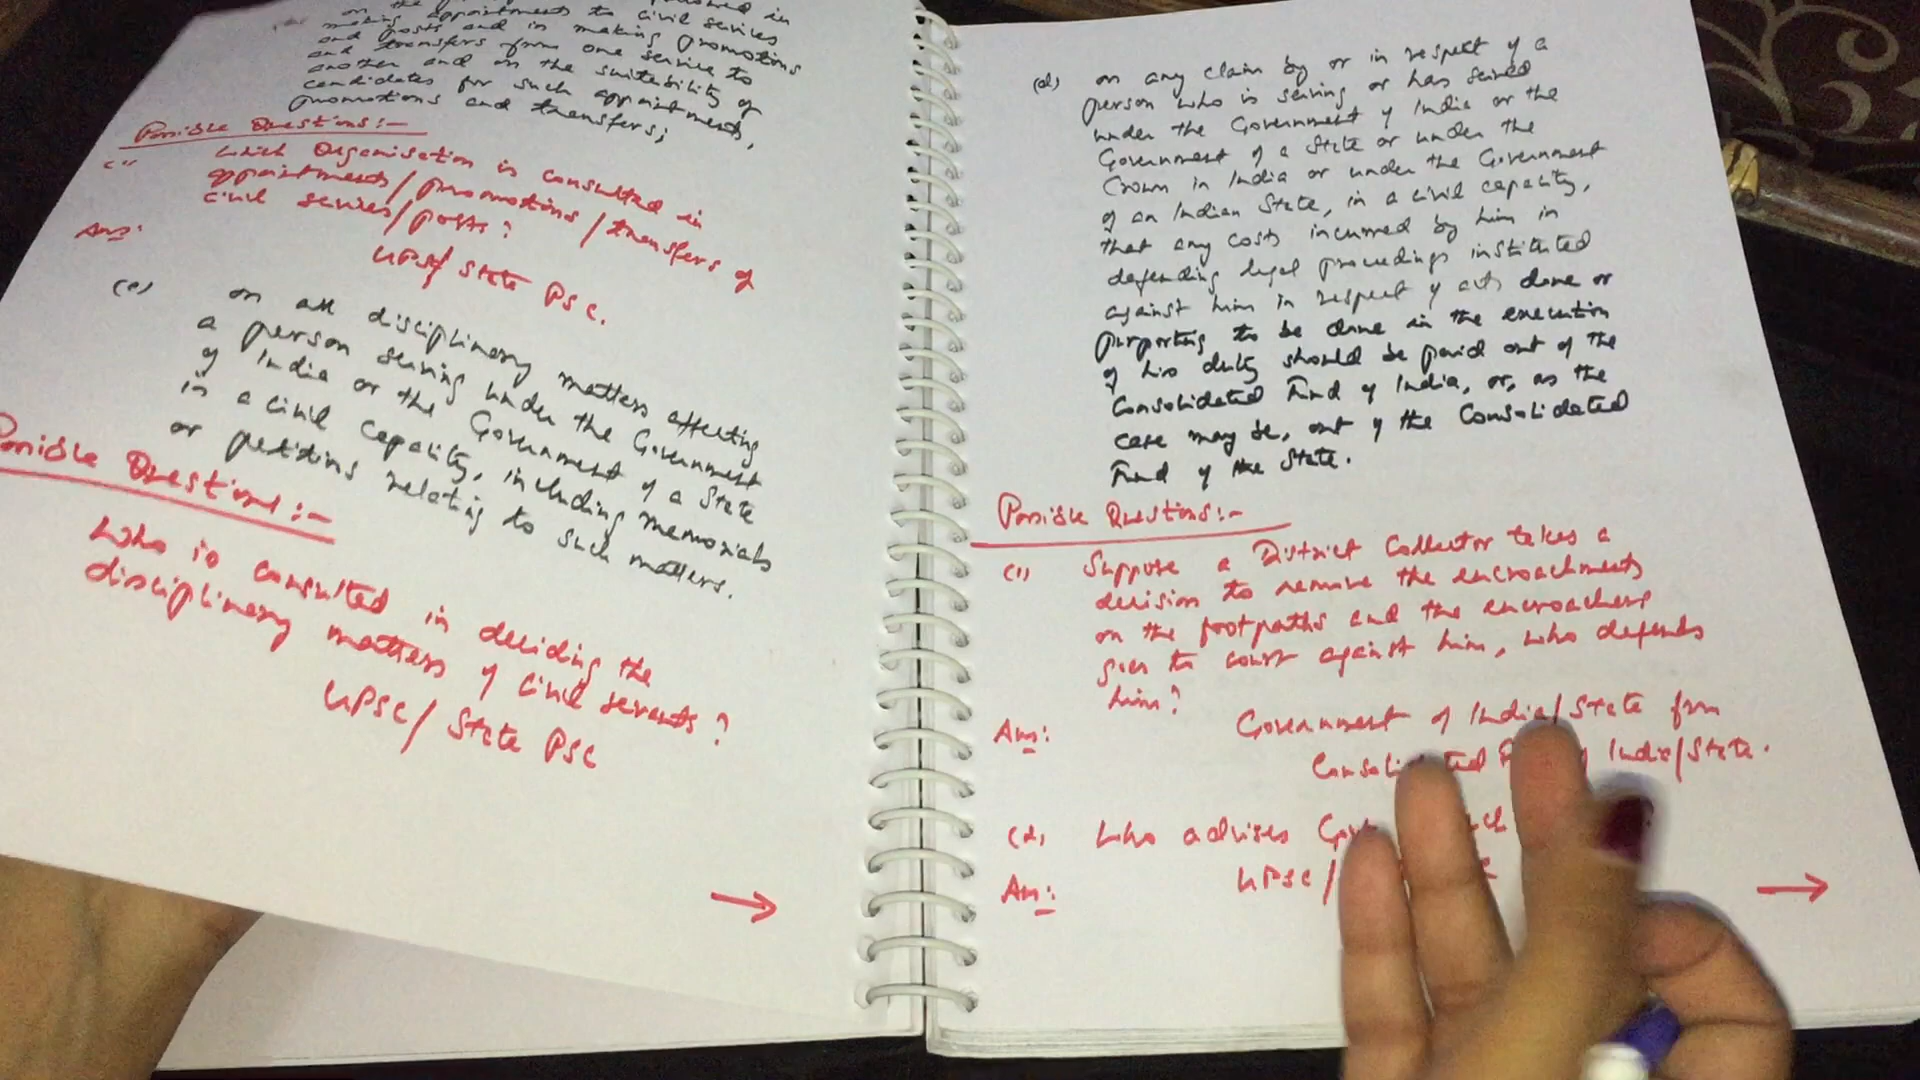 making appointments to civil services
and posts and in making promotions
and transfers from one service to
another and on the suitability of
candidates for such appointments,
promotions and transfers;
Possible Questions:-
(1) Which Organisation is consulted in
appointments/promotions/transfers of
civil services/posts?
Ans: UPSC/State PSC.
(c) on all disciplinary matters affecting
a person serving under the Government
of India or the Government of a State
in a civil capacity, including memorials
or petitions relating to such matters.
Possible Questions:-
Who is consulted in deciding the
disciplinary matters of civil servants?
UPSC/State PSC
→
(d) on any claim by or in respect of a
person who is serving or has served
under the Government of India or the
Government of a State or under the
Crown in India or under the Government
of an Indian State, in a civil capacity,
that any costs incurred by him in
defending legal proceedings instituted
against him in respect of acts done or
purporting to be done in the execution
of his duty should be paid out of the
Consolidated Fund of India, or, as the
case may be, out of the Consolidated
Fund of the State.
Possible Questions:-
(1) Suppose a District Collector takes a
decision to remove the encroachments
on the footpaths and the encroachers
goes to court against him, who defends
him?
Ans: Government of India/State from
India/State.
(2) Who advises
Ans: UPSC/
→